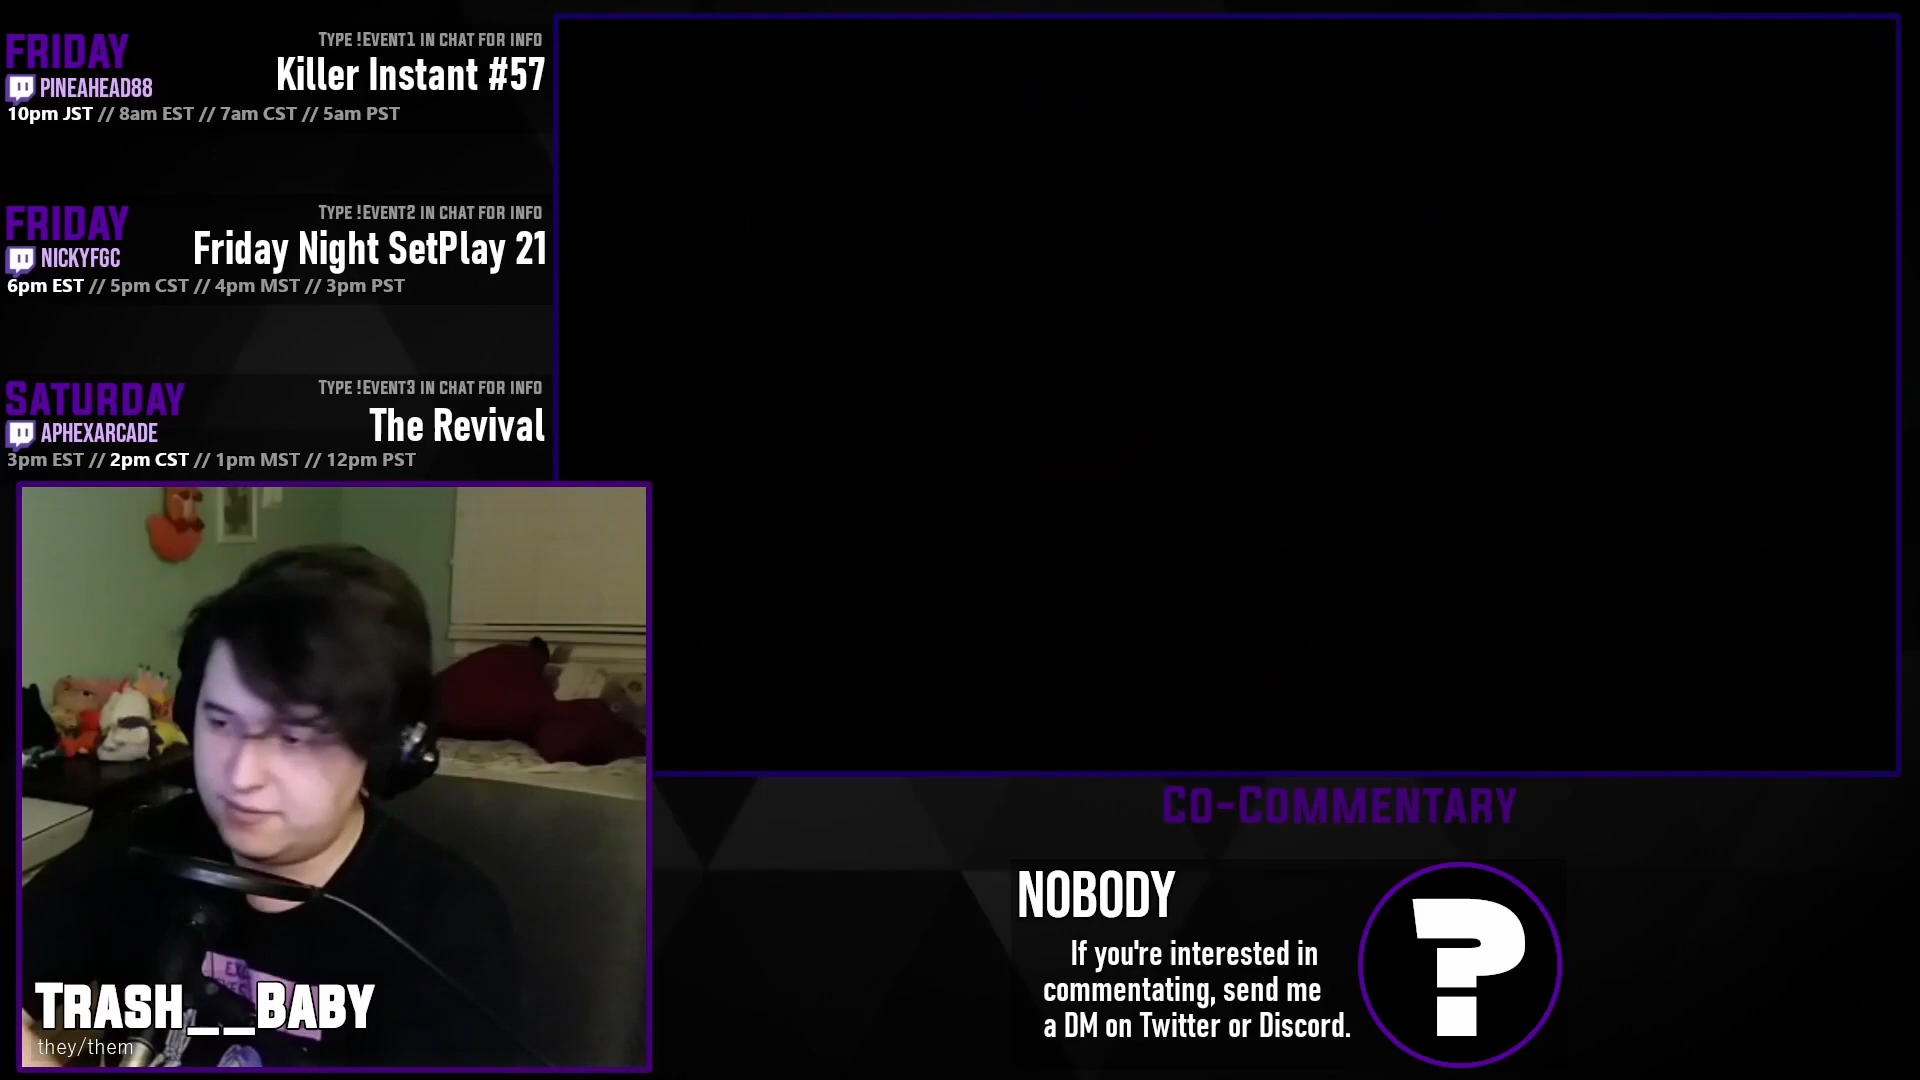 FRIDAY
TYPE !EVENT1 IN CHAT FOR INFO
Killer Instant #57
PINEAHEAD88
10pm JST // 8am EST // 7am CST // 5am PST
FRIDAY
TYPE !EVENT2 IN CHAT FOR INFO
Friday Night SetPlay 21
NICKYFGC
6pm EST // 5pm CST // 4pm MST // 3pm PST
SATURDAY
TYPE !EVENT3 IN CHAT FOR INFO
The Revival
APHEXARCADE
3pm EST // 2pm CST // 1pm MST // 12pm PST
TRASH__BABY
they/them
CO-COMMENTARY
NOBODY
If you're interested in
commentating, send me
a DM on Twitter or Discord.
?